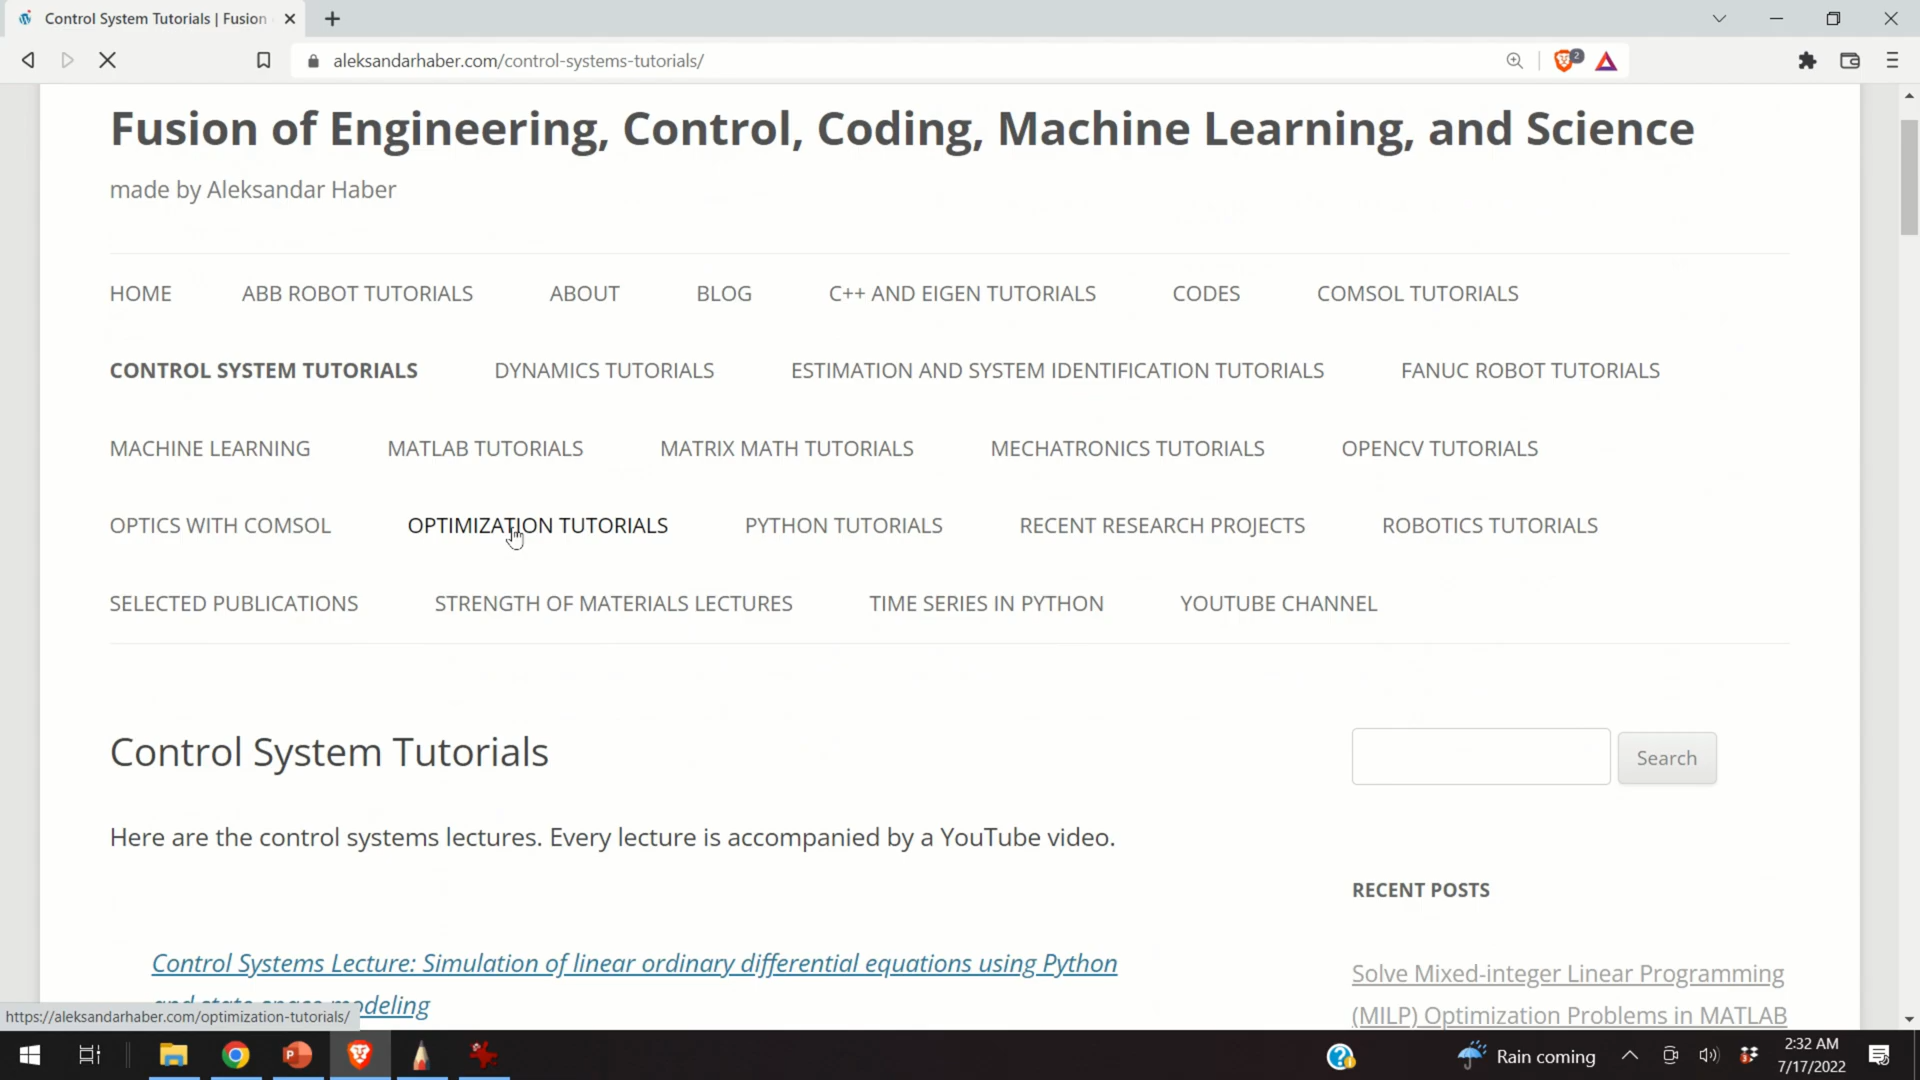 Control System Tutorials | Fusion
aleksandarhaber.com/control-systems-tutorials/
2
Fusion of Engineering, Control, Coding, Machine Learning, and Science
made by Aleksandar Haber
HOME ABB ROBOT TUTORIALS ABOUT BLOG C++ AND EIGEN TUTORIALS CODES COMSOL TUTORIALS
CONTROL SYSTEM TUTORIALS DYNAMICS TUTORIALS ESTIMATION AND SYSTEM IDENTIFICATION TUTORIALS FANUC ROBOT TUTORIALS
MACHINE LEARNING MATLAB TUTORIALS MATRIX MATH TUTORIALS MECHATRONICS TUTORIALS OPENCV TUTORIALS
OPTICS WITH COMSOL OPTIMIZATION TUTORIALS PYTHON TUTORIALS RECENT RESEARCH PROJECTS ROBOTICS TUTORIALS
SELECTED PUBLICATIONS STRENGTH OF MATERIALS LECTURES TIME SERIES IN PYTHON YOUTUBE CHANNEL
Control System Tutorials
Search
Here are the control systems lectures. Every lecture is accompanied by a YouTube video.
RECENT POSTS
Control Systems Lecture: Simulation of linear ordinary differential equations using Python
and state-space modeling
Solve Mixed-integer Linear Programming
(MILP) Optimization Problems in MATLAB
https://aleksandarhaber.com/optimization-tutorials/
Rain coming
2:32 AM
7/17/2022